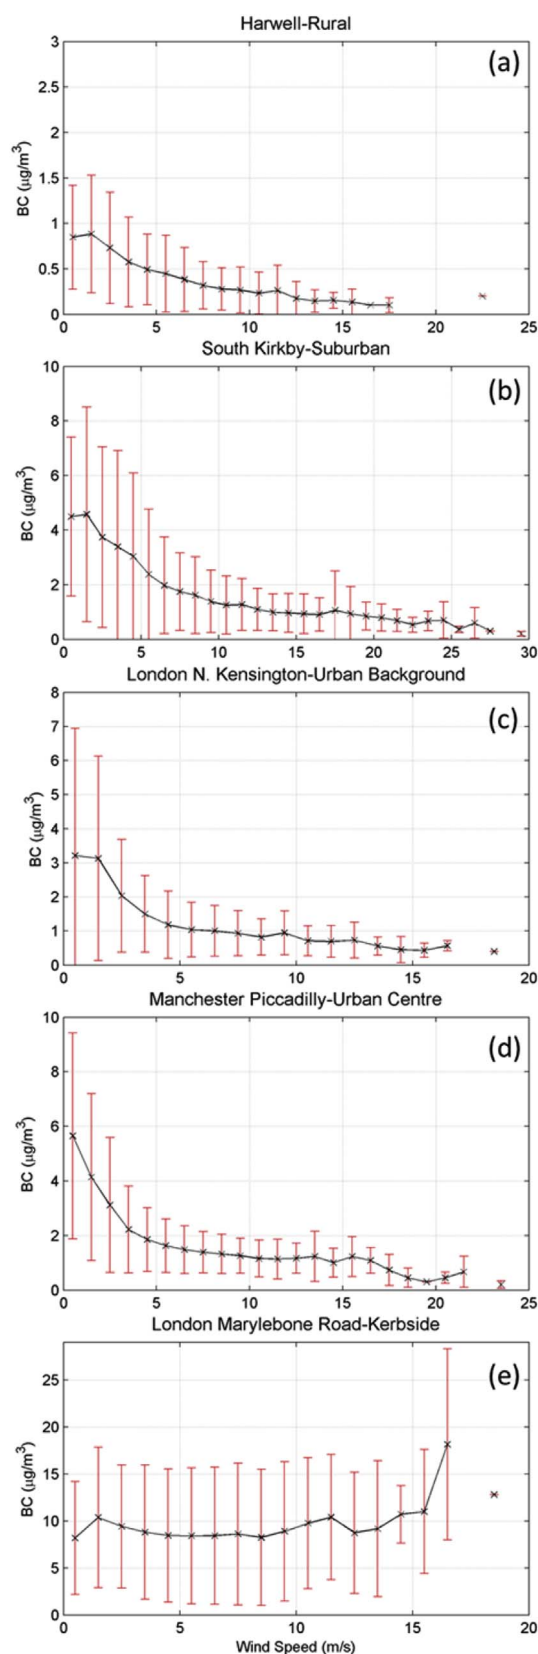 Harwell-Rural
(a)
3
2.5
2
1.5
1
0.5
0
BC (μg/m³)
0 5 10 15 20 25
South Kirkby-Suburban
(b)
10
8
6
4
2
0
BC (μg/m³)
0 5 10 15 20 25 30
London N. Kensington-Urban Background
(c)
8
7
6
5
4
3
2
1
0
BC (μg/m³)
0 5 10 15 20
Manchester Piccadilly-Urban Centre
(d)
10
8
6
4
2
0
BC (μg/m³)
0 5 10 15 20 25
London Marylebone Road-Kerbside
(e)
25
20
15
10
5
0
BC (μg/m³)
0 5 10 15 20
Wind Speed (m/s)